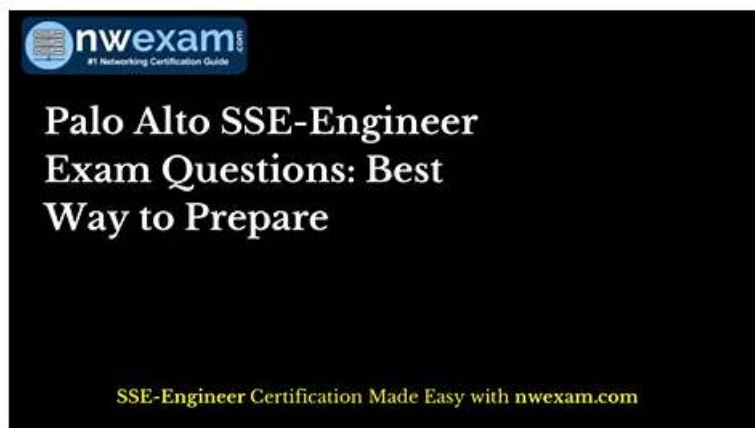 nwexam.com
#1 Networking Certification Guide
Palo Alto SSE-Engineer
Exam Questions: Best
Way to Prepare
SSE-Engineer Certification Made Easy with nwexam.com